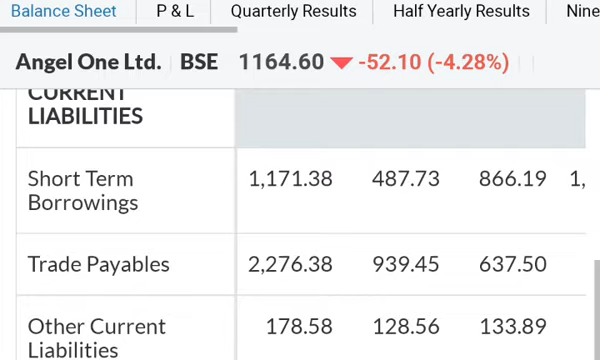 Balance Sheet P & L Quarterly Results Half Yearly Results Nine
Angel One Ltd. BSE 1164.60 -52.10 (-4.28%)
CURRENT
LIABILITIES
Short Term 1,171.38 487.73 866.19 1,
Borrowings
Trade Payables 2,276.38 939.45 637.50
Other Current 178.58 128.56 133.89
Liabilities